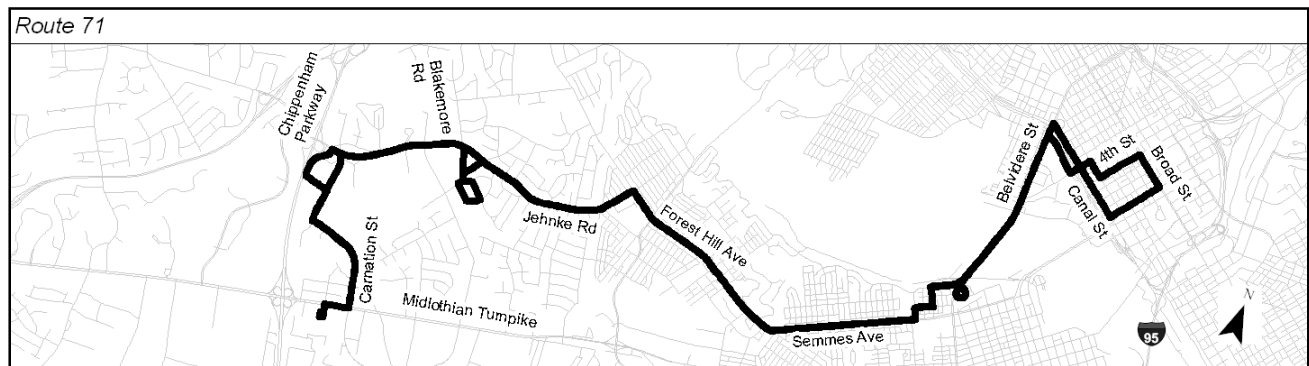 Route 71
Chippenham
Parkway
Blakemore
Rd
Carnation St
Midlothian Turnpike
Jehnke Rd
Forest Hill Ave
Semmes Ave
Belvidere St
Canal St
4th St
Broad St
95
N